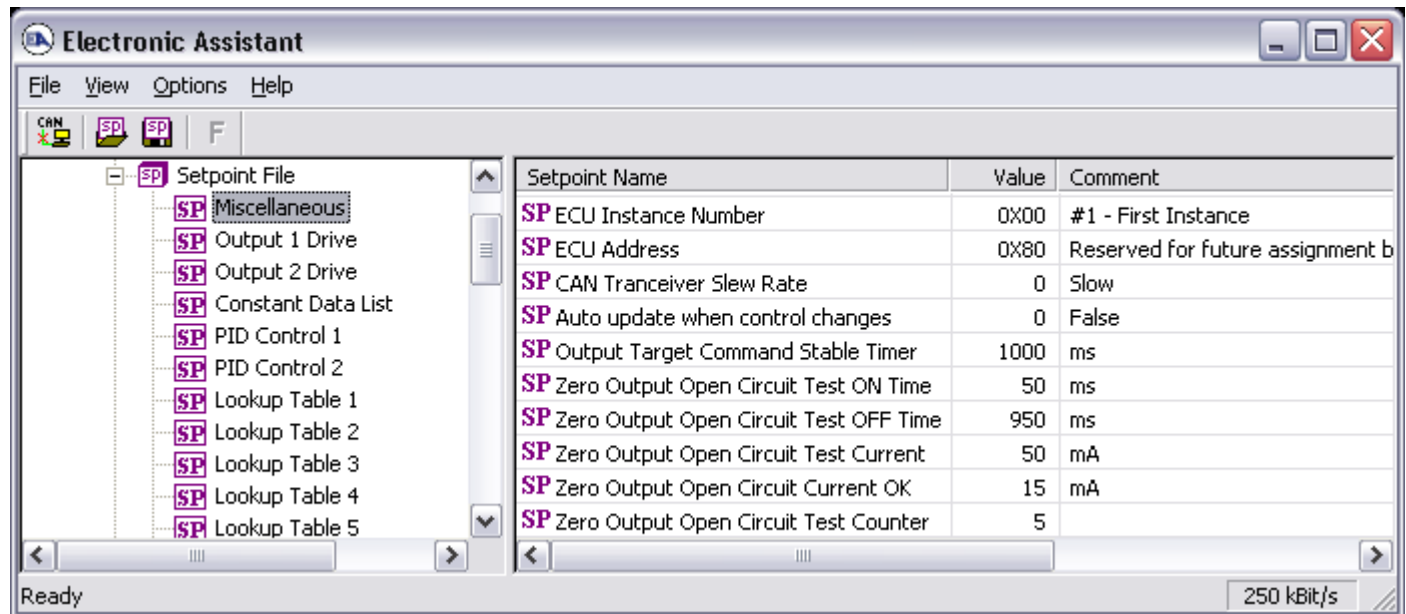 Electronic Assistant
File View Options Help
CAN SP SP F
SP Setpoint File
SP Miscellaneous
SP Output 1 Drive
SP Output 2 Drive
SP Constant Data List
SP PID Control 1
SP PID Control 2
SP Lookup Table 1
SP Lookup Table 2
SP Lookup Table 3
SP Lookup Table 4
SP Lookup Table 5
Setpoint Name Value Comment
SP ECU Instance Number 0X00 #1 - First Instance
SP ECU Address 0X80 Reserved for future assignment b
SP CAN Tranceiver Slew Rate 0 Slow
SP Auto update when control changes 0 False
SP Output Target Command Stable Timer 1000 ms
SP Zero Output Open Circuit Test ON Time 50 ms
SP Zero Output Open Circuit Test OFF Time 950 ms
SP Zero Output Open Circuit Test Current 50 mA
SP Zero Output Open Circuit Current OK 15 mA
SP Zero Output Open Circuit Test Counter 5
Ready 250 kBit/s